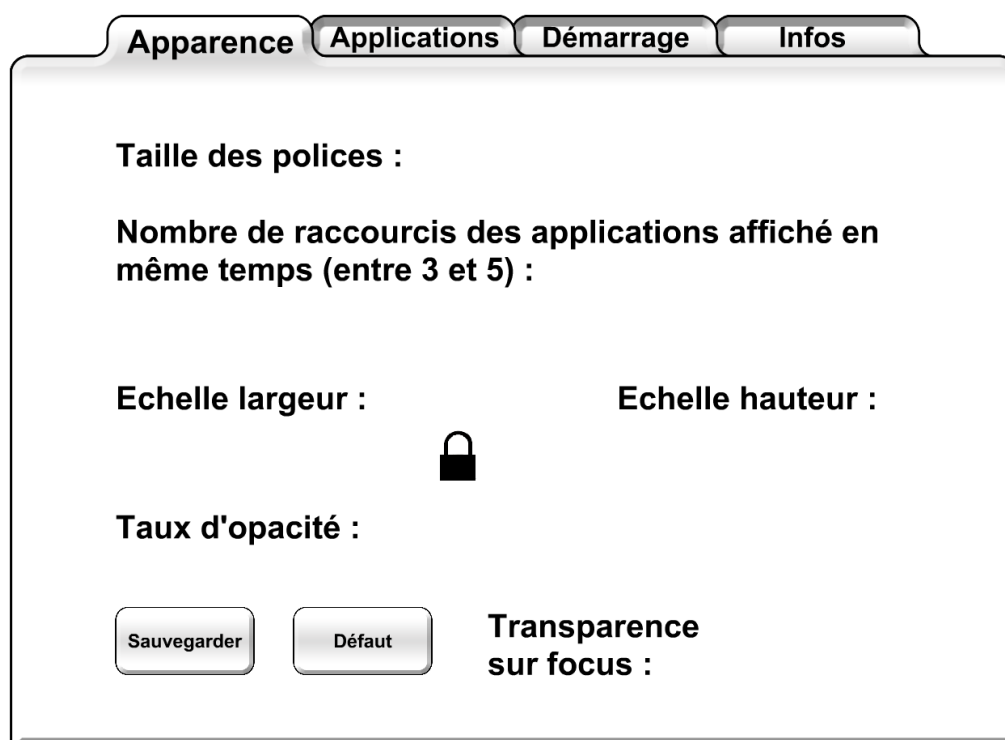 Apparence
Applications
Démarrage
Infos
Taille des polices :
Nombre de raccourcis des applications affiché en
même temps (entre 3 et 5) :
Echelle largeur :
Echelle hauteur :
Taux d'opacité :
Sauvegarder
Défaut
Transparence
sur focus :